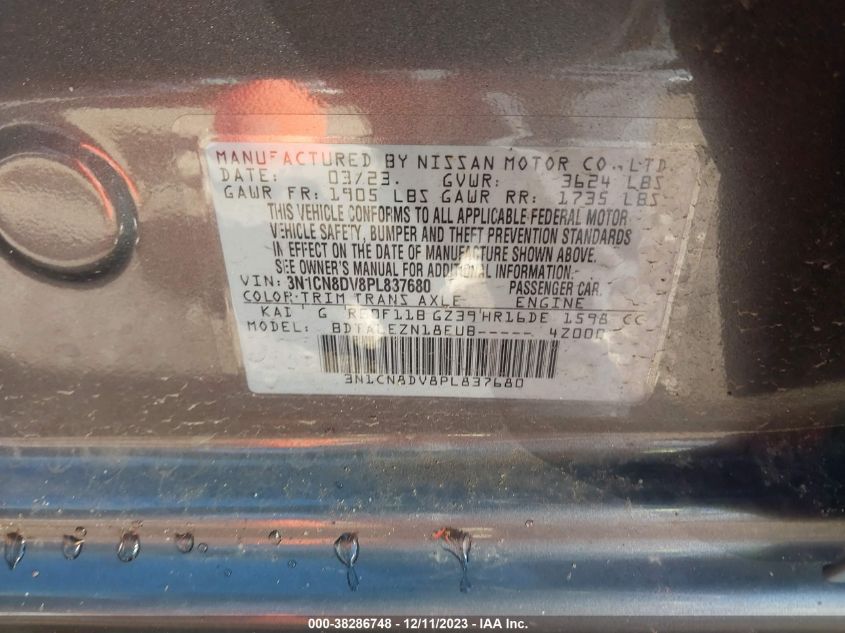 MANUFACTURED BY NISSAN MOTOR CO., LTD.
DATE: 03/23. GVWR: 3624 LBS
GAWR FR: 1905 LBS GAWR RR: 1735 LBS
THIS VEHICLE CONFORMS TO ALL APPLICABLE FEDERAL MOTOR
VEHICLE SAFETY, BUMPER AND THEFT PREVENTION STANDARDS
IN EFFECT ON THE DATE OF MANUFACTURE SHOWN ABOVE.
SEE OWNER'S MANUAL FOR ADDITIONAL INFORMATION.
VIN: 3N1CN8DV8PL837680 PASSENGER CAR.
COLOR TRIM TRANS AXLE ENGINE
KAI G RE0F11B GZ39 HR16DE 1598 CC
MODEL: BDTALEZN18EUB----- 4Z000
3N1CN8DV8PL837680
000-38286748 - 12/11/2023 - IAA Inc.